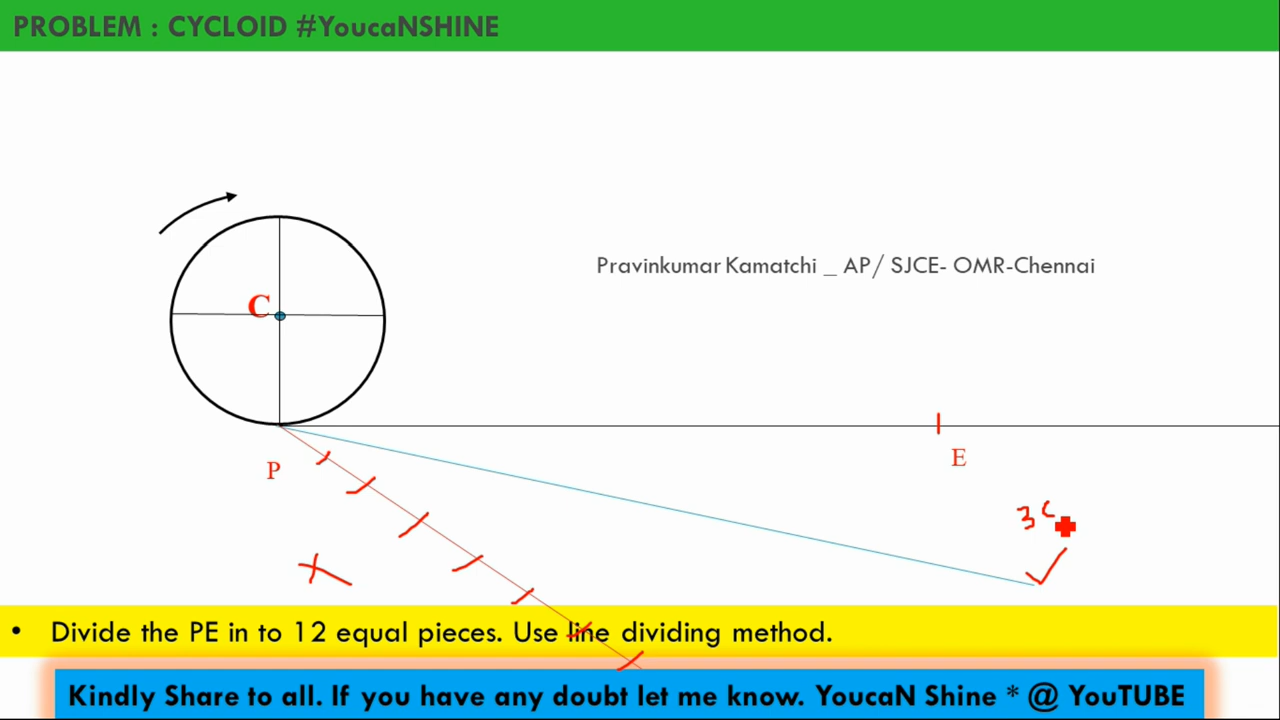 PROBLEM : CYCLOID #YoucaNSHINE
Pravinkumar Kamatchi _ AP/ SJCE- OMR-Chennai
C
P
E
• Divide the PE in to 12 equal pieces. Use line dividing method.
Kindly Share to all. If you have any doubt let me know. YoucaN Shine * @ YouTUBE